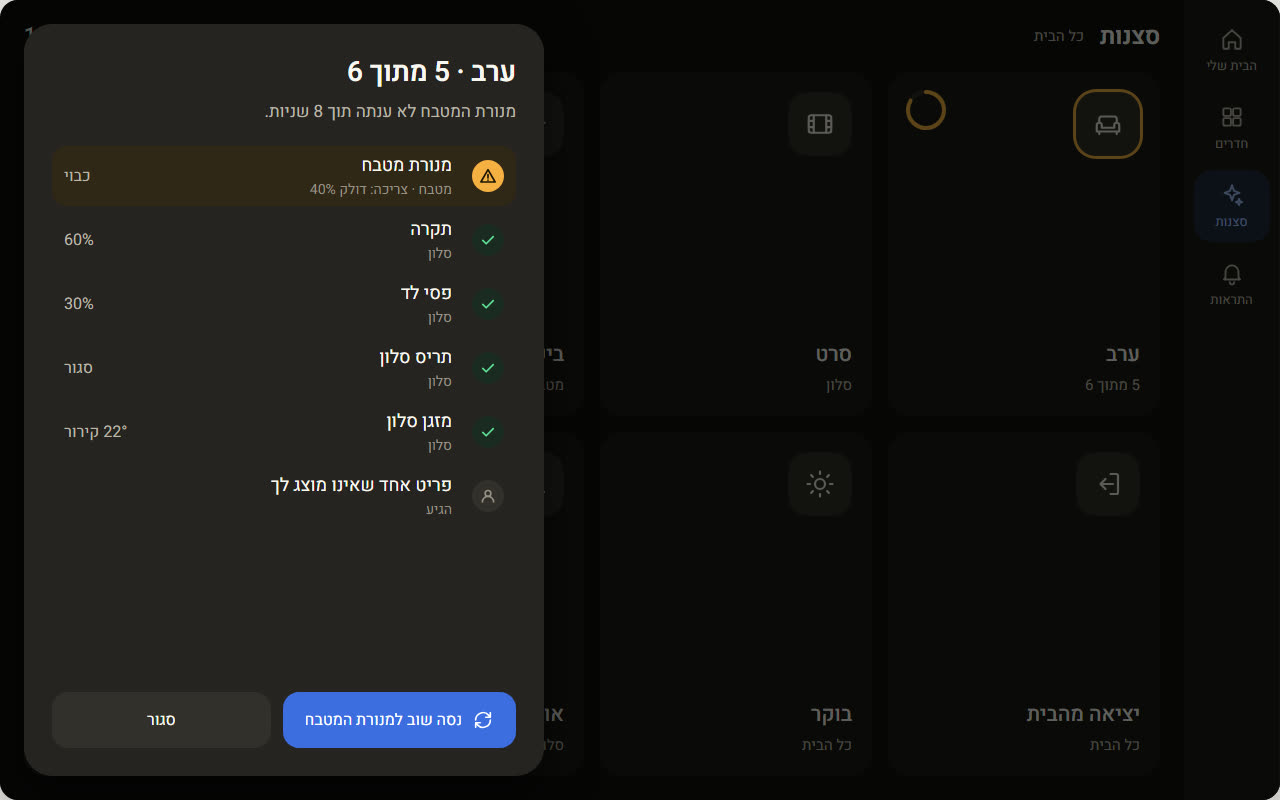 ערב · 5 מתוך 6
מנורת המטבח לא ענתה תוך 8 שניות.
מנורת מטבח
כבוי
מטבח · צריכה: דולק 40%
תקרה
60%
סלון
פסי לד
30%
סלון
תריס סלון
סגור
סלון
מזגן סלון
22° קירור
סלון
פריט אחד שאינו מוצג לך
הגיע
נסה שוב למנורת המטבח
סגור
סצנות
כל הבית
הבית שלי
חדרים
סצנות
התראות
ערב
5 מתוך 6
סרט
סלון
יציאה מהבית
כל הבית
בוקר
כל הבית